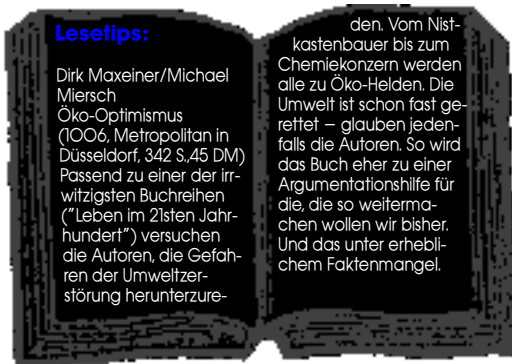 Lesetips:
Dirk Maxeiner/Michael
Miersch
Öko-Optimismus
(1OO6, Metropolitan in
Düsseldorf, 342 S.,45 DM)
Passend zu einer der irr-
witzigsten Buchreihen
("Leben im 21sten Jahr-
hundert") versuchen
die Autoren, die Gefah-
ren der Umweltzer-
störung herunterzure-
den. Vom Nist-
kastenbauer bis zum
Chemiekonzern werden
alle zu Öko-Helden. Die
Umwelt ist schon fast ge-
rettet – glauben jeden-
falls die Autoren. So wird
das Buch eher zu einer
Argumentationshilfe für
die, die so weiterma-
chen wollen wir bisher.
Und das unter erhebli-
chem Faktenmangel.